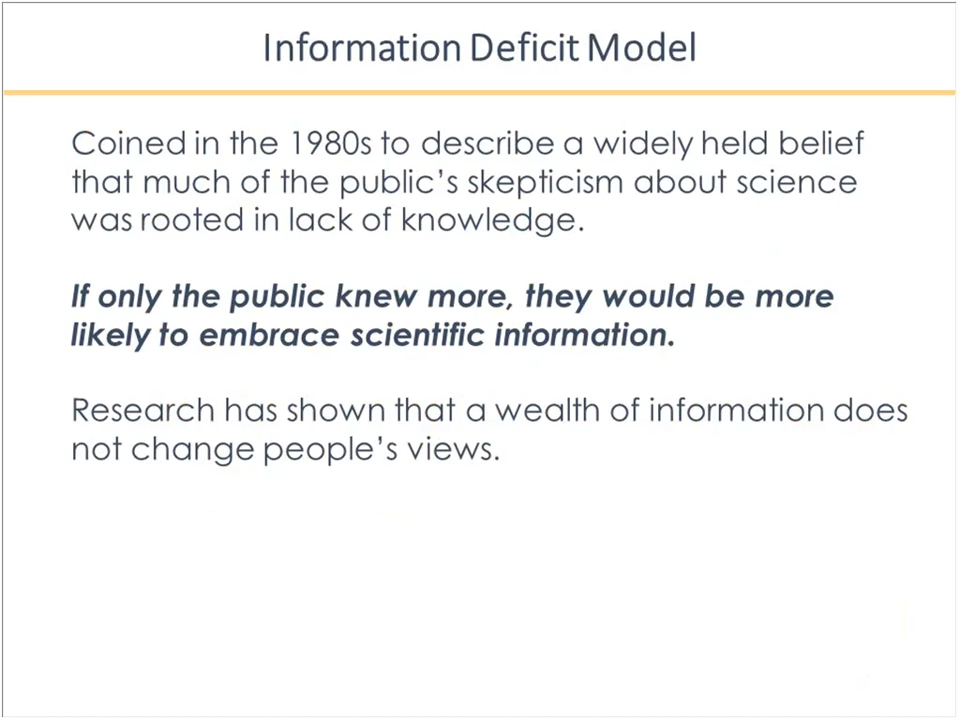 Information Deficit Model
Coined in the 1980s to describe a widely held belief
that much of the public’s skepticism about science
was rooted in lack of knowledge.
If only the public knew more, they would be more
likely to embrace scientific information.
Research has shown that a wealth of information does
not change people’s views.